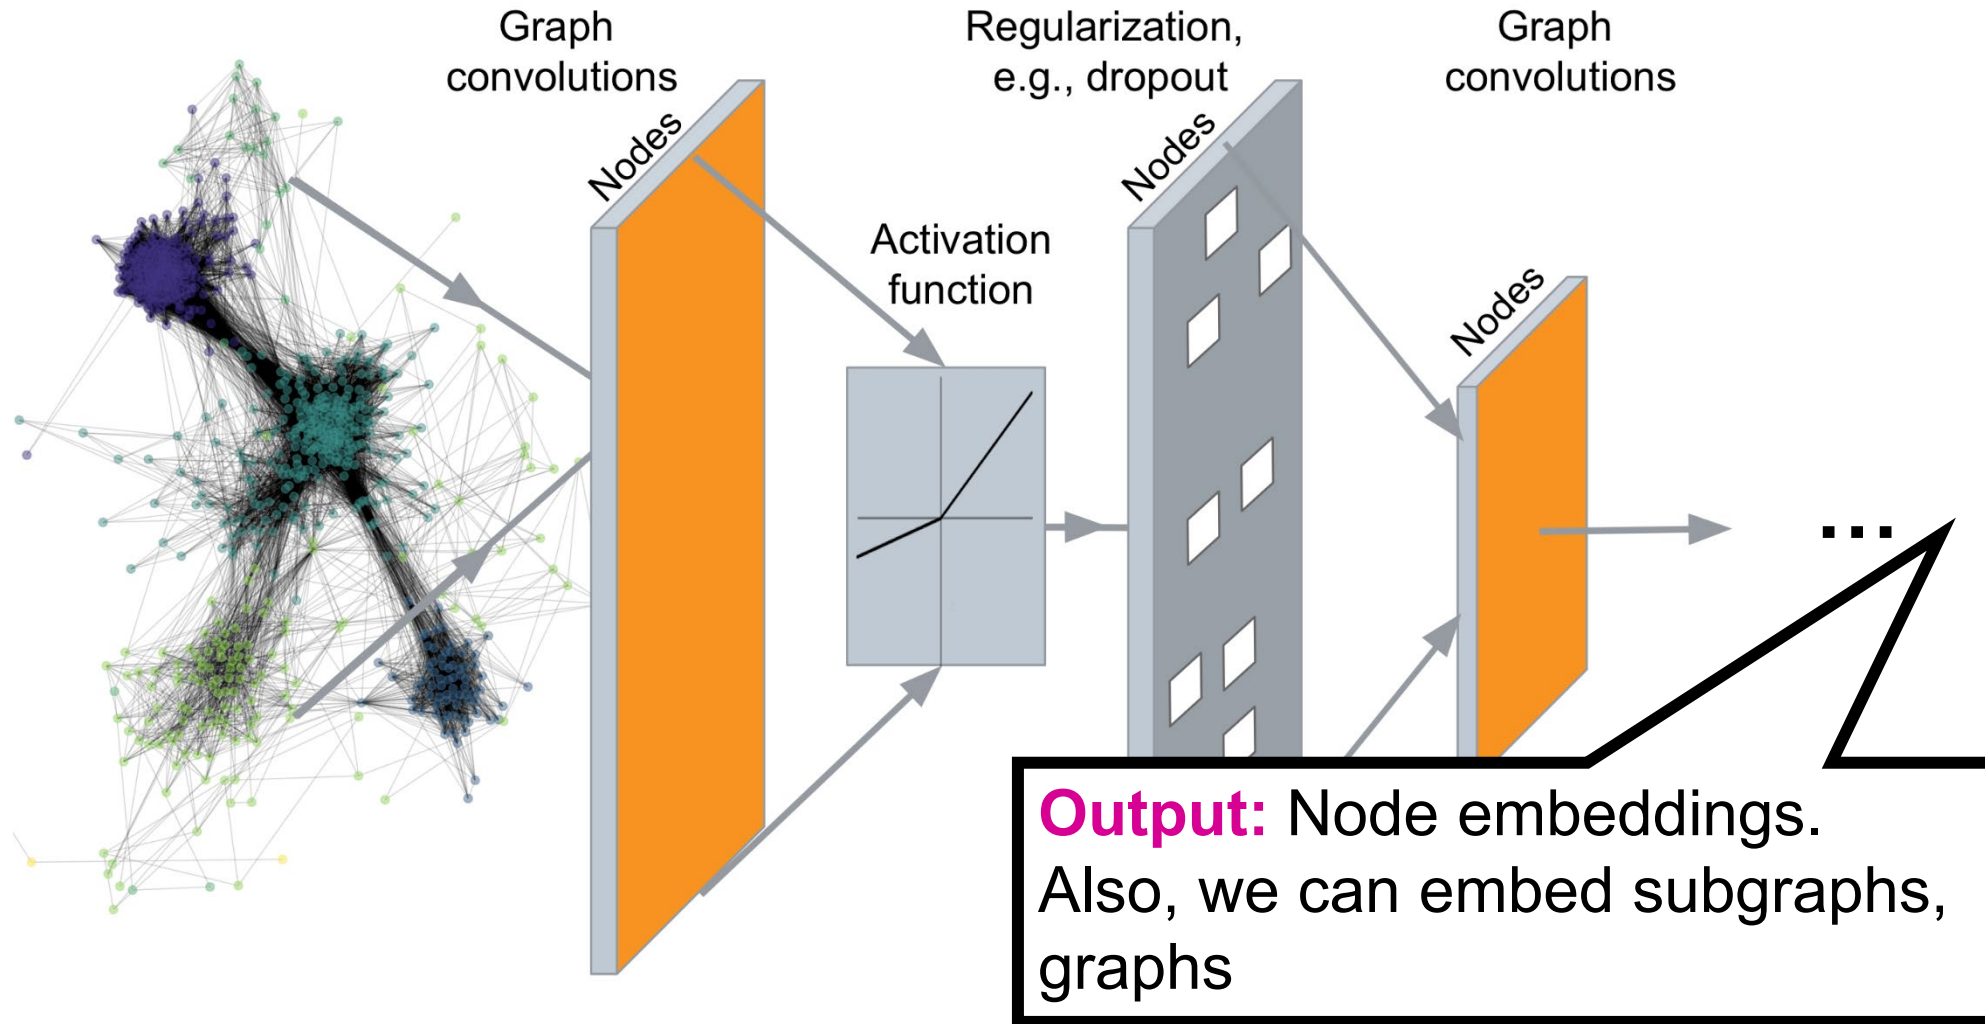 Graph
convolutions
Regularization,
e.g., dropout
Graph
convolutions
Nodes
Nodes
Activation
function
Nodes
...
Output: Node embeddings.
Also, we can embed subgraphs,
graphs